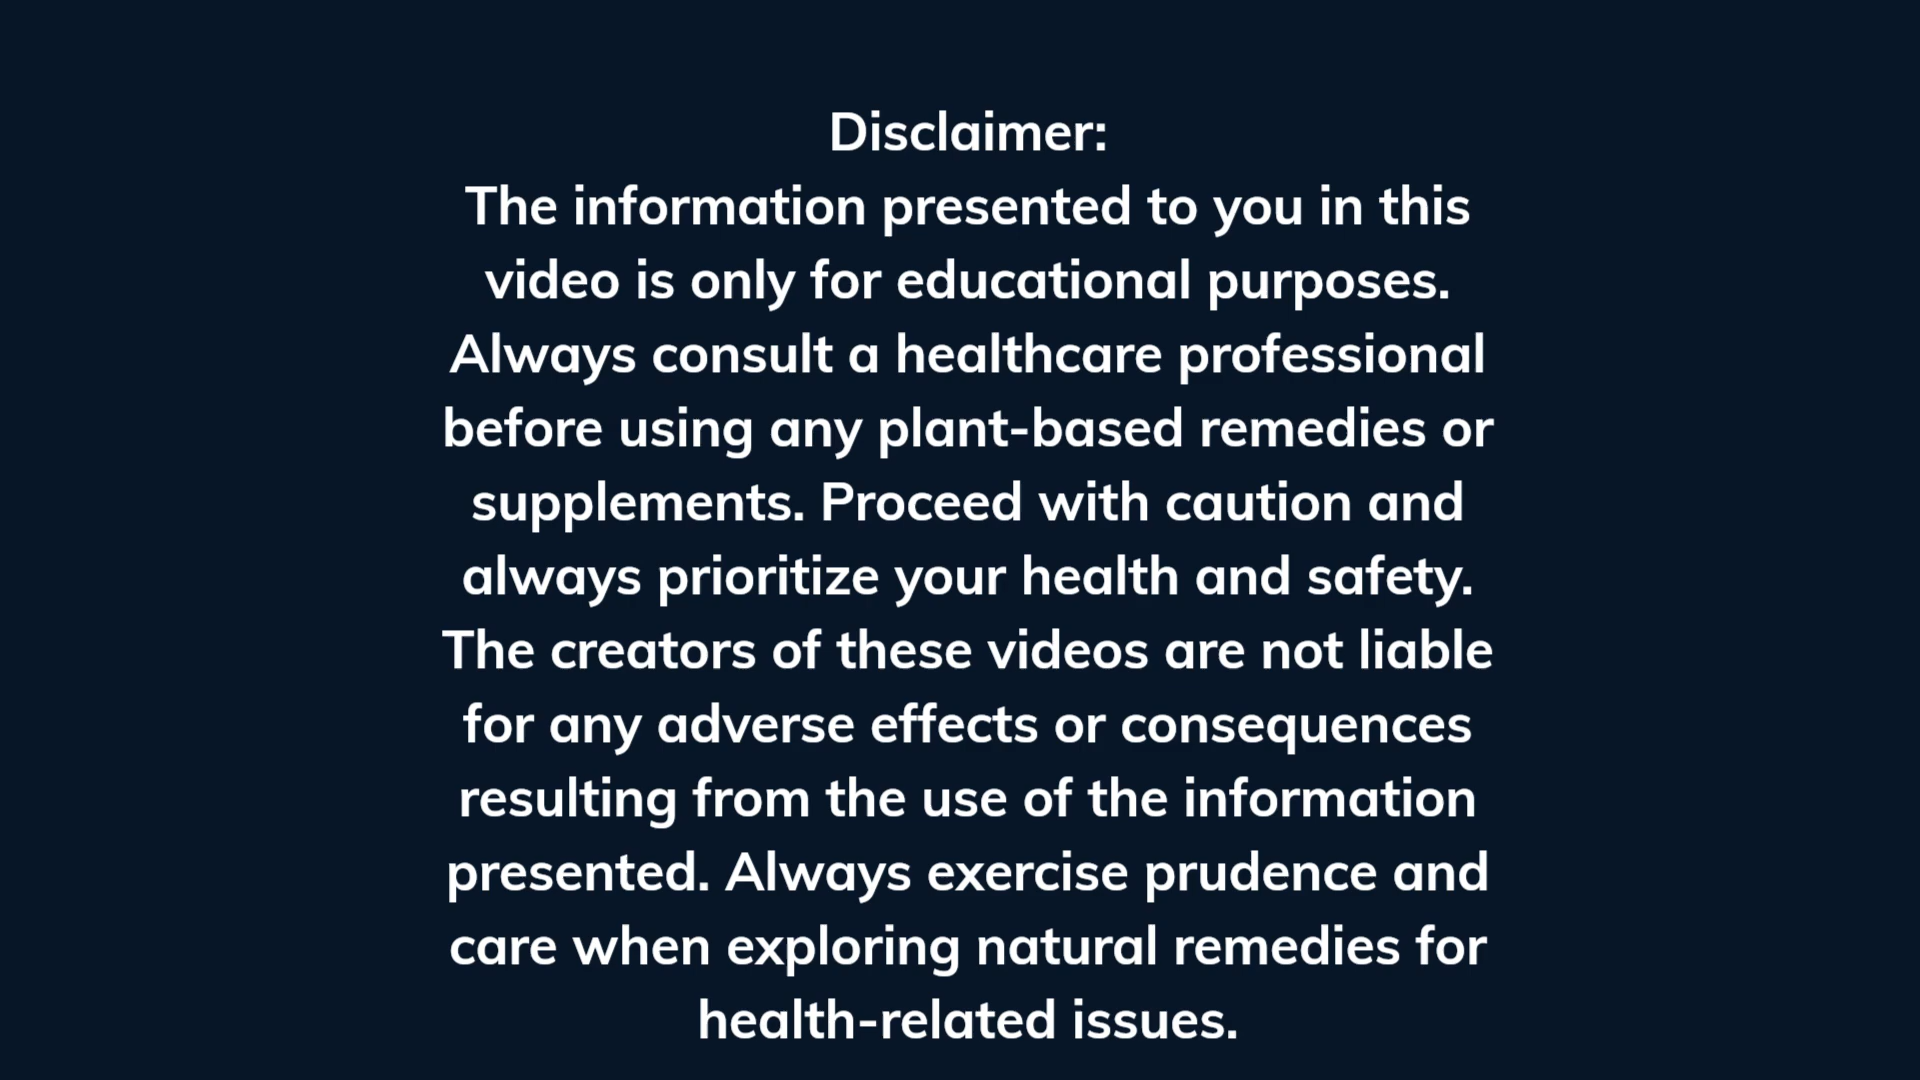 Disclaimer:
The information presented to you in this
video is only for educational purposes.
Always consult a healthcare professional
before using any plant-based remedies or
supplements. Proceed with caution and
always prioritize your health and safety.
The creators of these videos are not liable
for any adverse effects or consequences
resulting from the use of the information
presented. Always exercise prudence and
care when exploring natural remedies for
health-related issues.